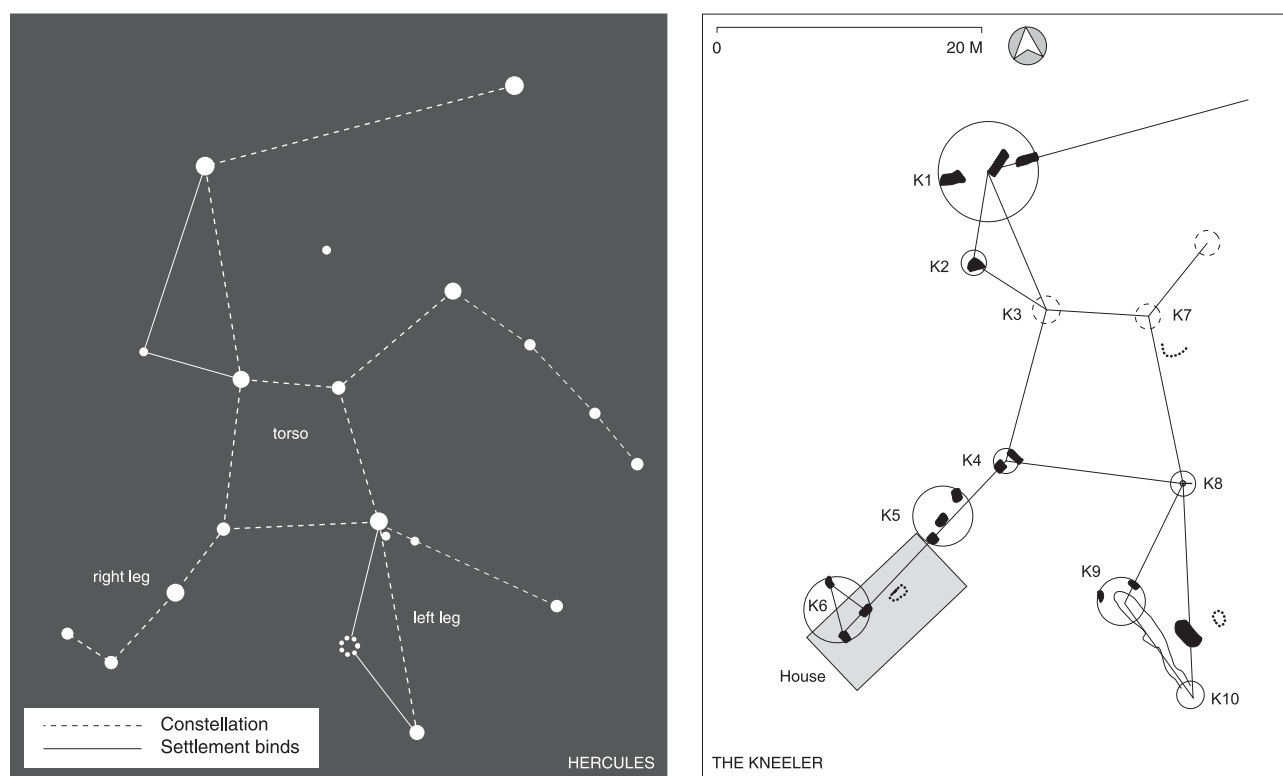 torso
right leg
left leg
Constellation
Settlement binds
HERCULES
0
20 M
K1
K2
K3
K7
K4
K8
K5
K9
K6
House
K10
THE KNEELER